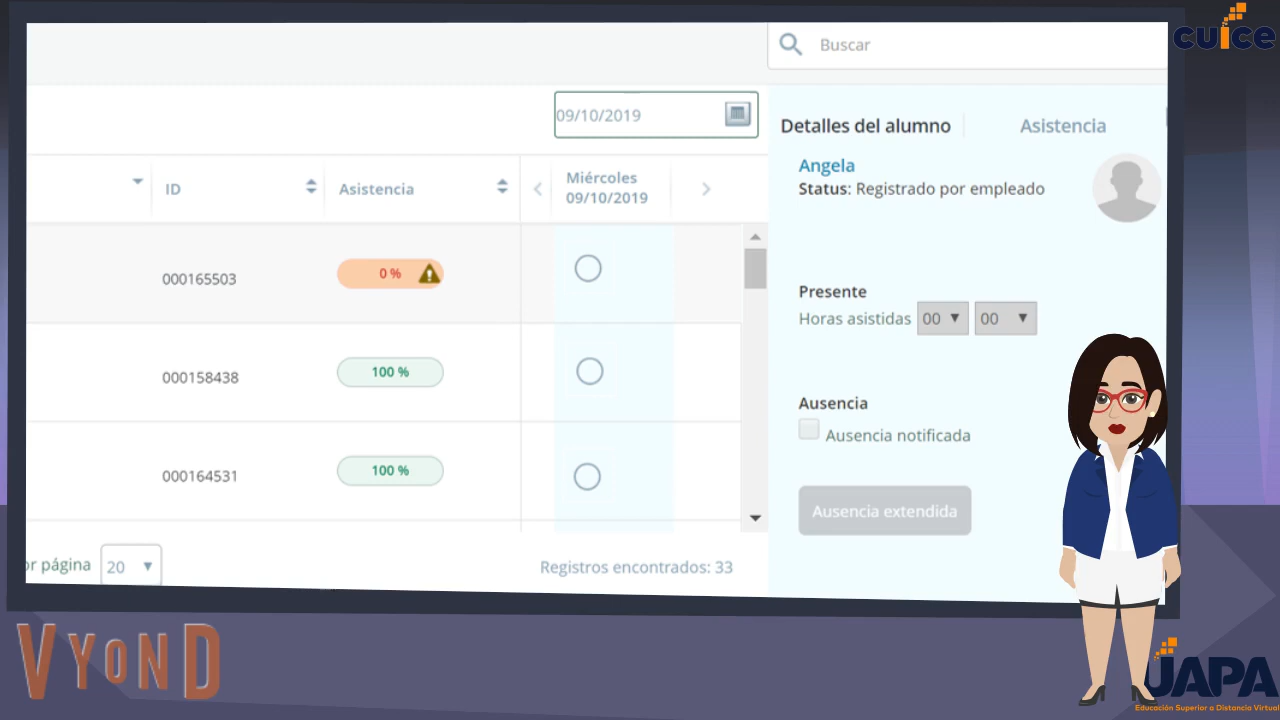 cuice
Buscar
09/10/2019
Detalles del alumno
Asistencia
Angela
Status: Registrado por empleado
ID
Asistencia
Miércoles
09/10/2019
000165503
0 %
Presente
Horas asistidas 00 00
000158438
100 %
Ausencia
Ausencia notificada
000164531
100 %
Ausencia extendida
or página 20
Registros encontrados: 33
VYOND
UAPA
Educación Superior a Distancia Virtual